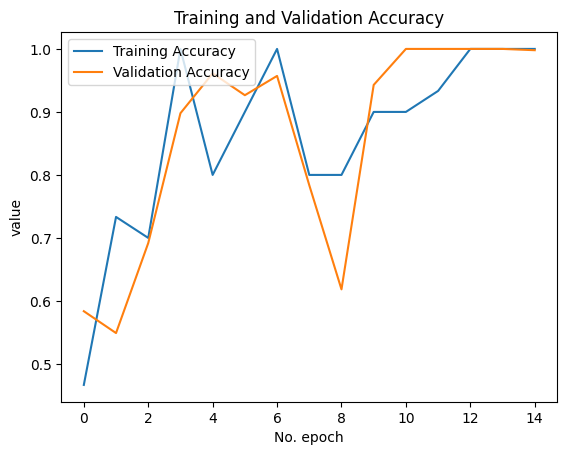 Training and Validation Accuracy
Training Accuracy
Validation Accuracy
1.0
0.9
0.8
0.7
0.6
0.5
value
0 2 4 6 8 10 12 14
No. epoch